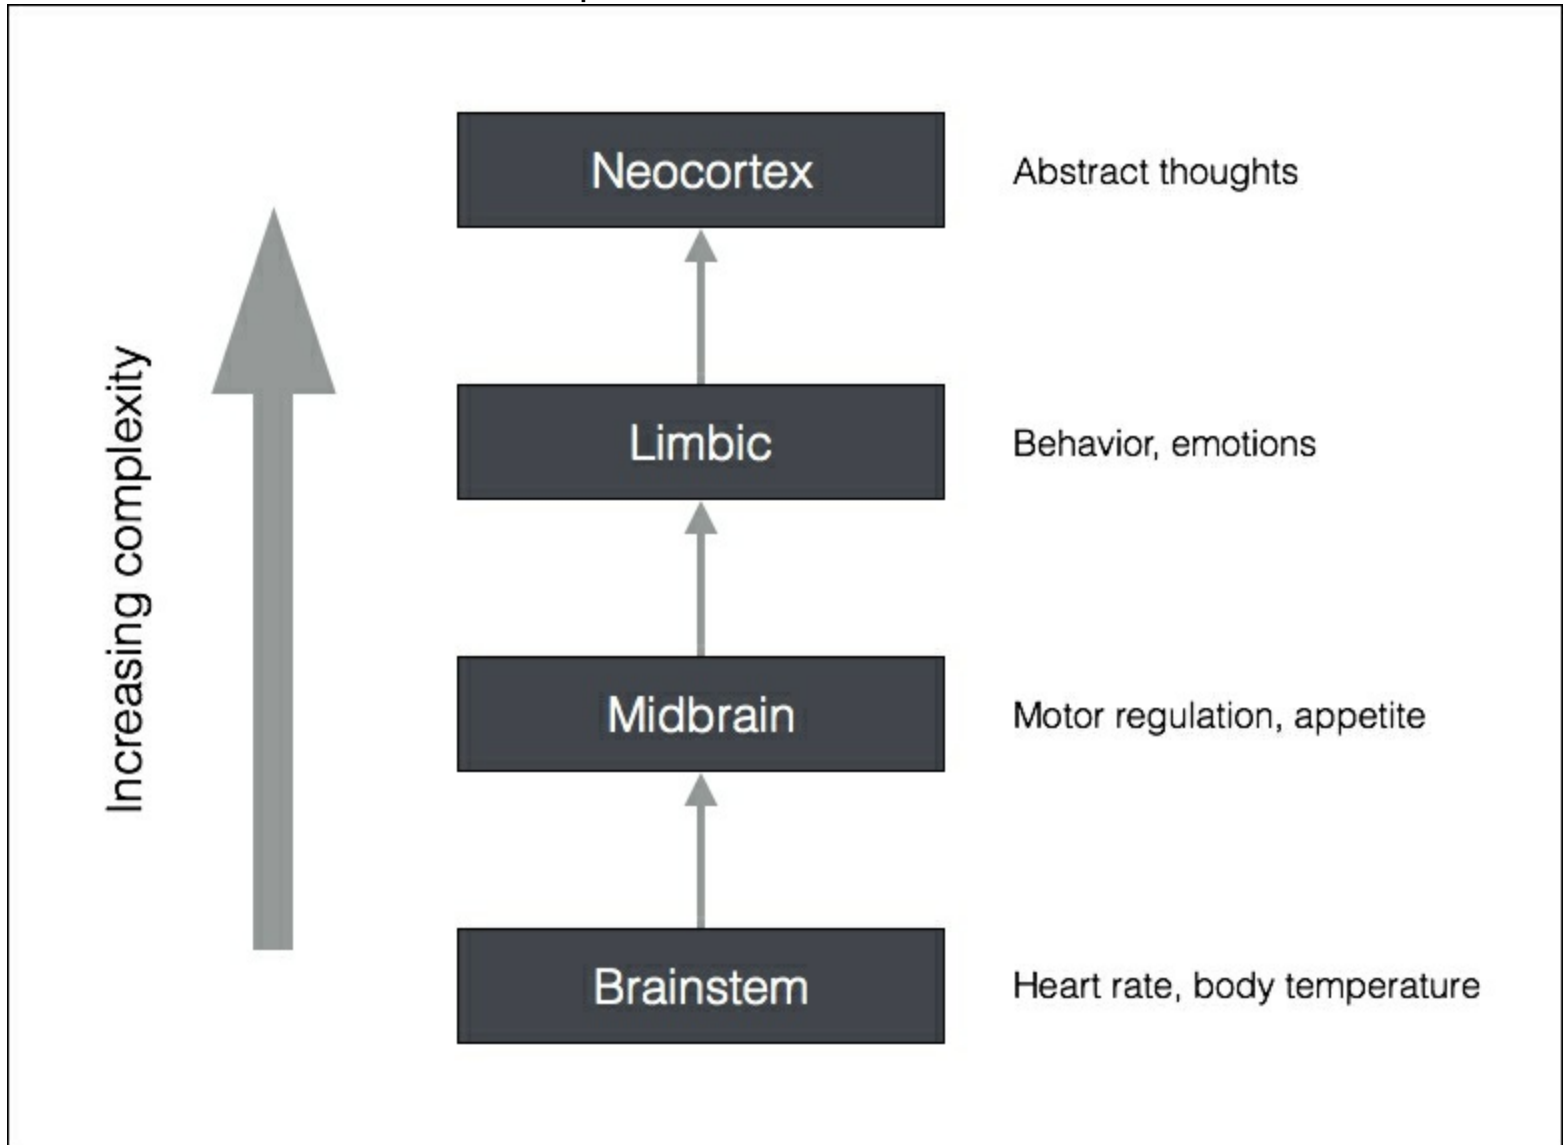 Neocortex
Abstract thoughts
Limbic
Behavior, emotions
Increasing complexity
Midbrain
Motor regulation, appetite
Brainstem
Heart rate, body temperature